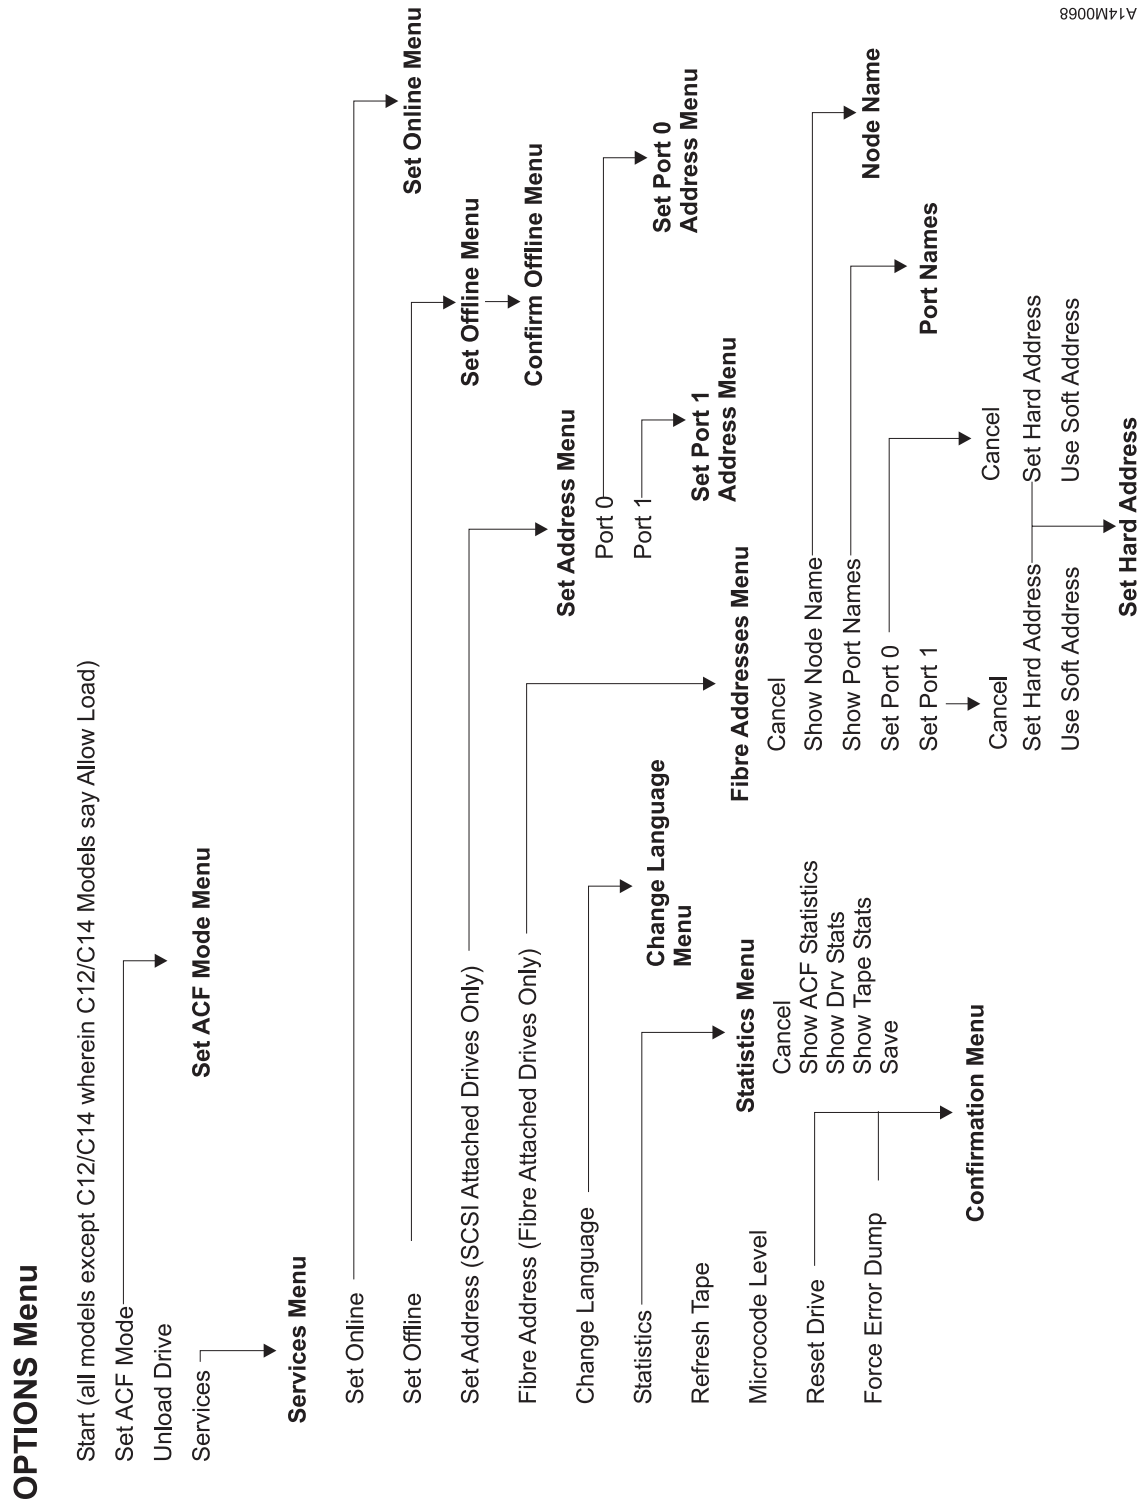 OPTIONS Menu
Start (all models except C12/C14 wherein C12/C14 Models say Allow Load)
Set ACF Mode
Unload Drive
Services
Set ACF Mode Menu
Services Menu
Set Online
Set Offline
Set Address (SCSI Attached Drives Only)
Fibre Address (Fibre Attached Drives Only)
Change Language
Statistics
Refresh Tape
Microcode Level
Reset Drive
Force Error Dump
Set Online Menu
Set Offline Menu
Confirm Offline Menu
Set Address Menu
Port 0
Port 1
Set Port 0
Address Menu
Set Port 1
Address Menu
Change Language
Menu
Statistics Menu
Cancel
Show ACF Statistics
Show Drv Stats
Show Tape Stats
Save
Confirmation Menu
Fibre Addresses Menu
Cancel
Show Node Name
Show Port Names
Set Port 0
Set Port 1
Node Name
Port Names
Cancel
Set Hard Address
Use Soft Address
Cancel
Set Hard Address
Use Soft Address
Set Hard Address
A14M0068